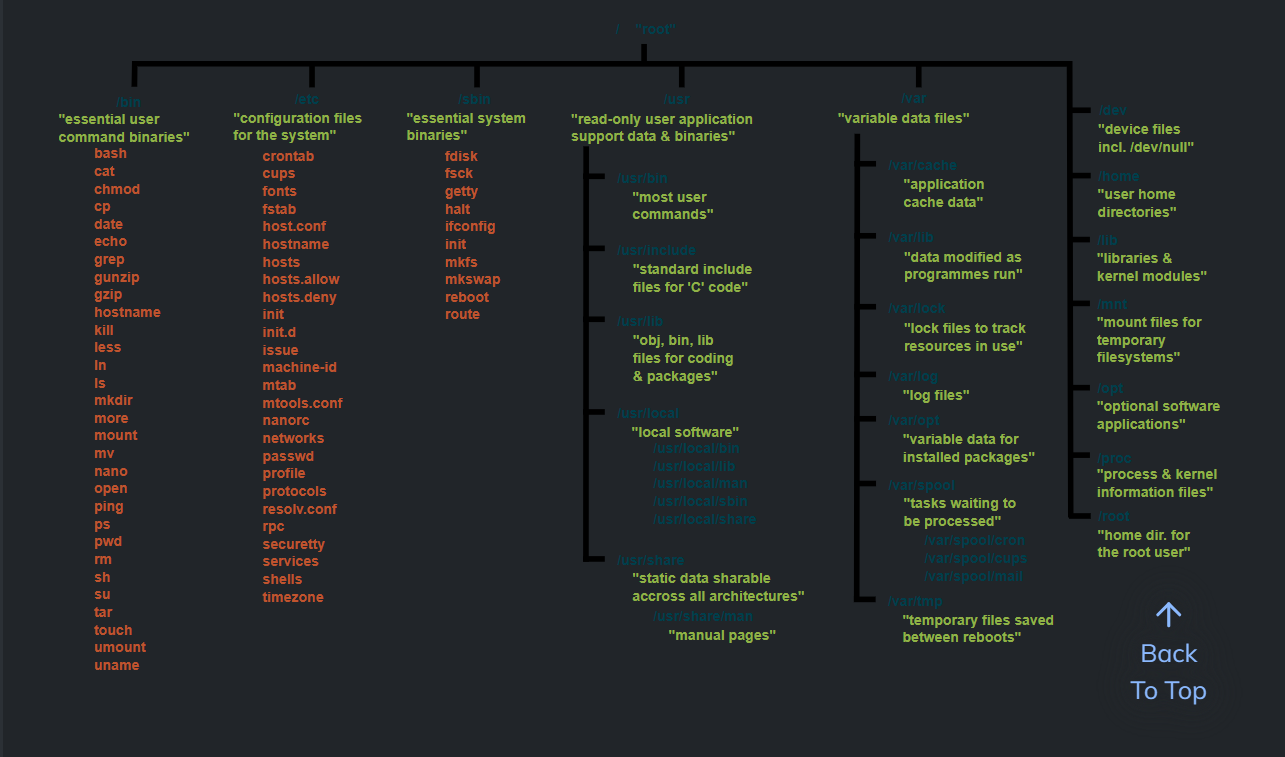 / "root"
/bin
"essential user
command binaries"
bash
cat
chmod
cp
date
echo
grep
gunzip
gzip
hostname
kill
less
ln
ls
mkdir
more
mount
mv
nano
open
ping
ps
pwd
rm
sh
su
tar
touch
umount
uname
/etc
"configuration files
for the system"
crontab
cups
fonts
fstab
host.conf
hostname
hosts
hosts.allow
hosts.deny
init
init.d
issue
machine-id
mtab
mtools.conf
nanorc
networks
passwd
profile
protocols
resolv.conf
rpc
securetty
services
shells
timezone
/sbin
"essential system
binaries"
fdisk
fsck
getty
halt
ifconfig
init
mkfs
mkswap
reboot
route
/usr
"read-only user application
support data & binaries"
/usr/bin
"most user
commands"
/usr/include
"standard include
files for 'C' code"
/usr/lib
"obj, bin, lib
files for coding
& packages"
/usr/local
"local software"
/usr/local/bin
/usr/local/lib
/usr/local/man
/usr/local/sbin
/usr/local/share
/usr/share
"static data sharable
accross all architectures"
/usr/share/man
"manual pages"
/var
"variable data files"
/var/cache
"application
cache data"
/var/lib
"data modified as
programmes run"
/var/lock
"lock files to track
resources in use"
/var/log
"log files"
/var/opt
"variable data for
installed packages"
/var/spool
"tasks waiting to
be processed"
/var/spool/cron
/var/spool/cups
/var/spool/mail
/var/tmp
"temporary files saved
between reboots"
/dev
"device files
incl. /dev/null"
/home
"user home
directories"
/lib
"libraries &
kernel modules"
/mnt
"mount files for
temporary
filesystems"
/opt
"optional software
applications"
/proc
"process & kernel
information files"
/root
"home dir. for
the root user"
Back
To Top